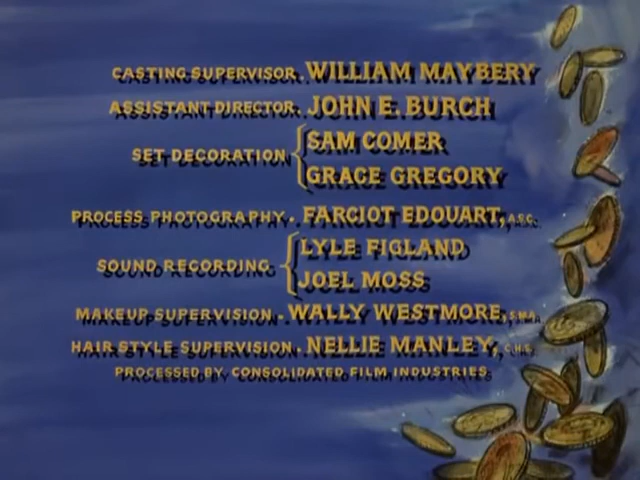 CASTING SUPERVISOR. WILLIAM MAYBERY
ASSISTANT DIRECTOR. JOHN E. BURCH
SET DECORATION { SAM COMER
GRACE GREGORY
PROCESS PHOTOGRAPHY. FARCIOT EDOUART, A.S.C.
SOUND RECORDING { LYLE FIGLAND
JOEL MOSS
MAKEUP SUPERVISION. WALLY WESTMORE, S.M.A.
HAIR STYLE SUPERVISION. NELLIE MANLEY, C.H.S.
PROCESSED BY CONSOLIDATED FILM INDUSTRIES